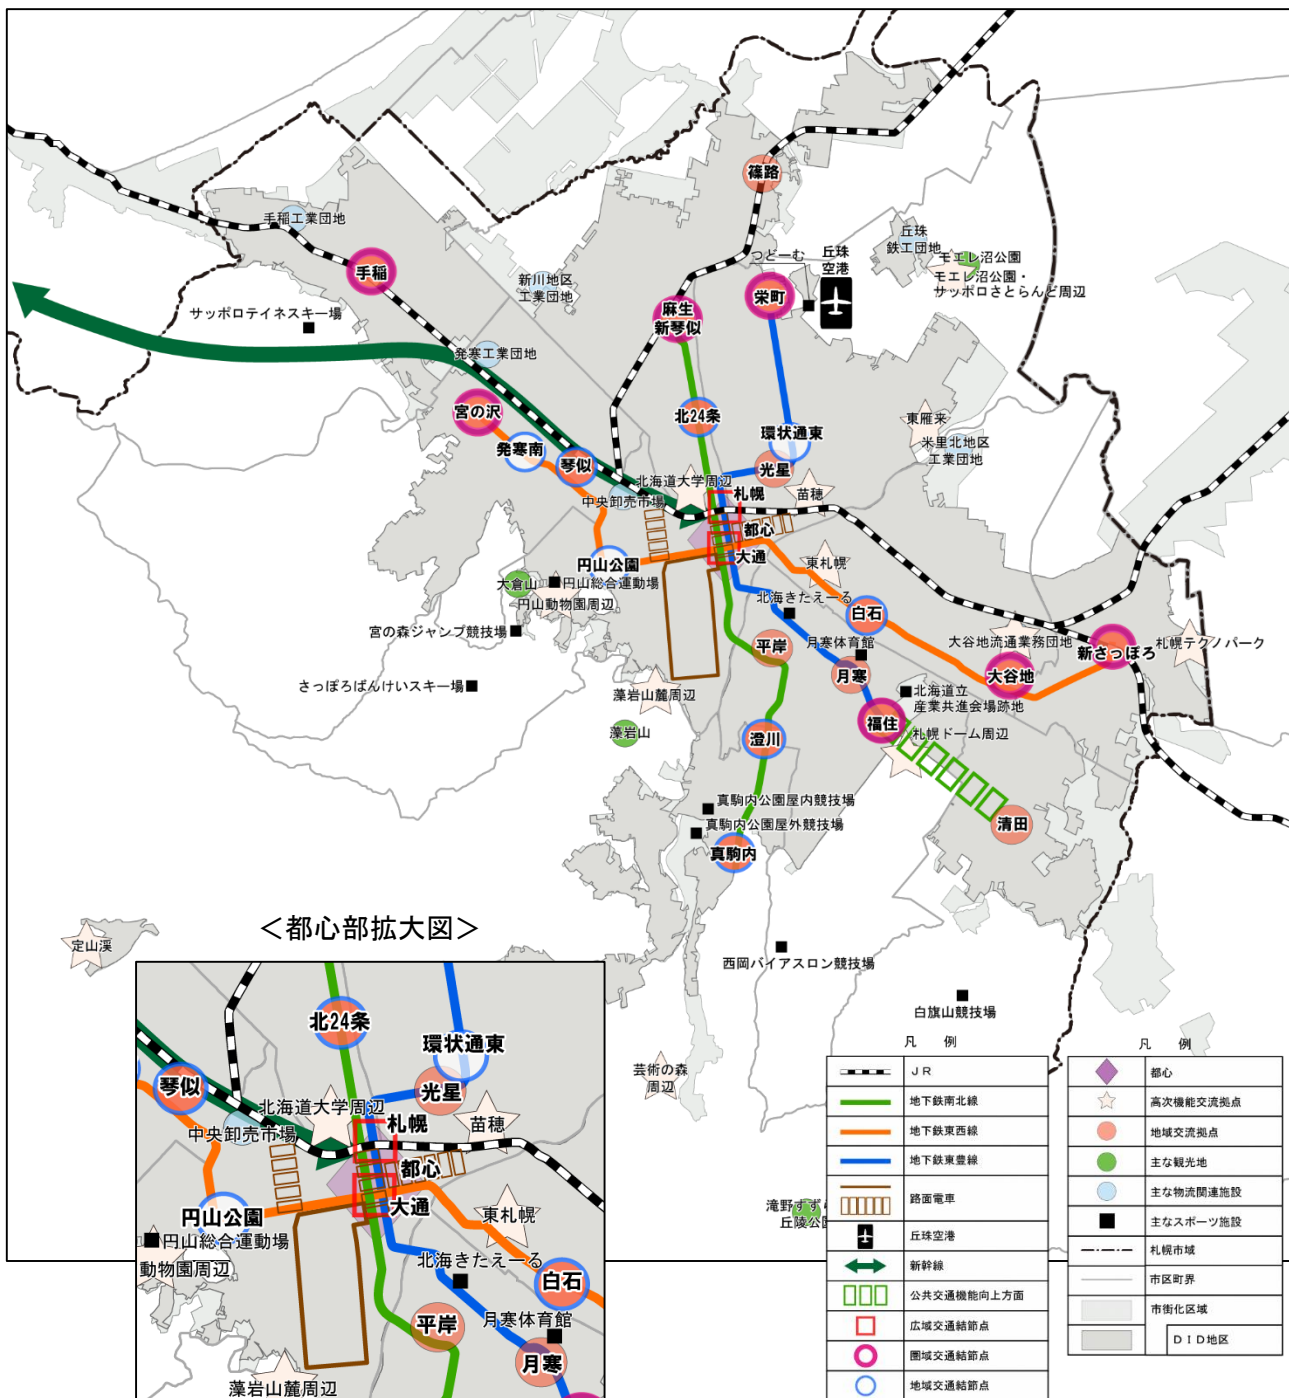 篠路
手稲工業団地
手稲
新川地区
工業団地
つどーむ
丘珠
空港
丘珠
鉄工団地
モエレ沼公園
モエレ沼公園・
サッポロさとらんど周辺
栄町
麻生
新琴似
サッポロテイネスキー場
発寒工業団地
宮の沢
発寒南
琴似
北24条
環状通東
光星
東雁来
米里北地区
工業団地
北海道大学周辺
中央卸売市場
札幌
苗穂
都心
大通
円山公園
円山総合運動場
大倉山
円山動物園周辺
東札幌
北海きたえーる
白石
宮の森ジャンプ競技場
平岸
月寒体育館
月寒
大谷地流通業務団地
新さっぽろ
札幌テクノパーク
大谷地
さっぽろばんけいスキー場
藻岩山麓周辺
北海道立
産業共進会場跡地
福住
札幌ドーム周辺
藻岩山
澄川
真駒内公園屋内競技場
真駒内公園屋外競技場
真駒内
清田
定山渓
西岡バイアスロン競技場
白旗山競技場
芸術の森
周辺
滝野すず
丘陵公
<都心部拡大図>
北24条
環状通東
琴似
光星
北海道大学周辺
中央卸売市場
札幌
苗穂
都心
大通
円山公園
円山総合運動場
動物園周辺
東札幌
北海きたえーる
白石
月寒体育館
平岸
月寒
藻岩山麓周辺
凡 例
JR
地下鉄南北線
地下鉄東西線
地下鉄東豊線
路面電車
丘珠空港
新幹線
公共交通機能向上方面
広域交通結節点
圏域交通結節点
地域交通結節点
凡 例
都心
高次機能交流拠点
地域交流拠点
主な観光地
主な物流関連施設
主なスポーツ施設
札幌市域
市区町界
市街化区域
DID地区